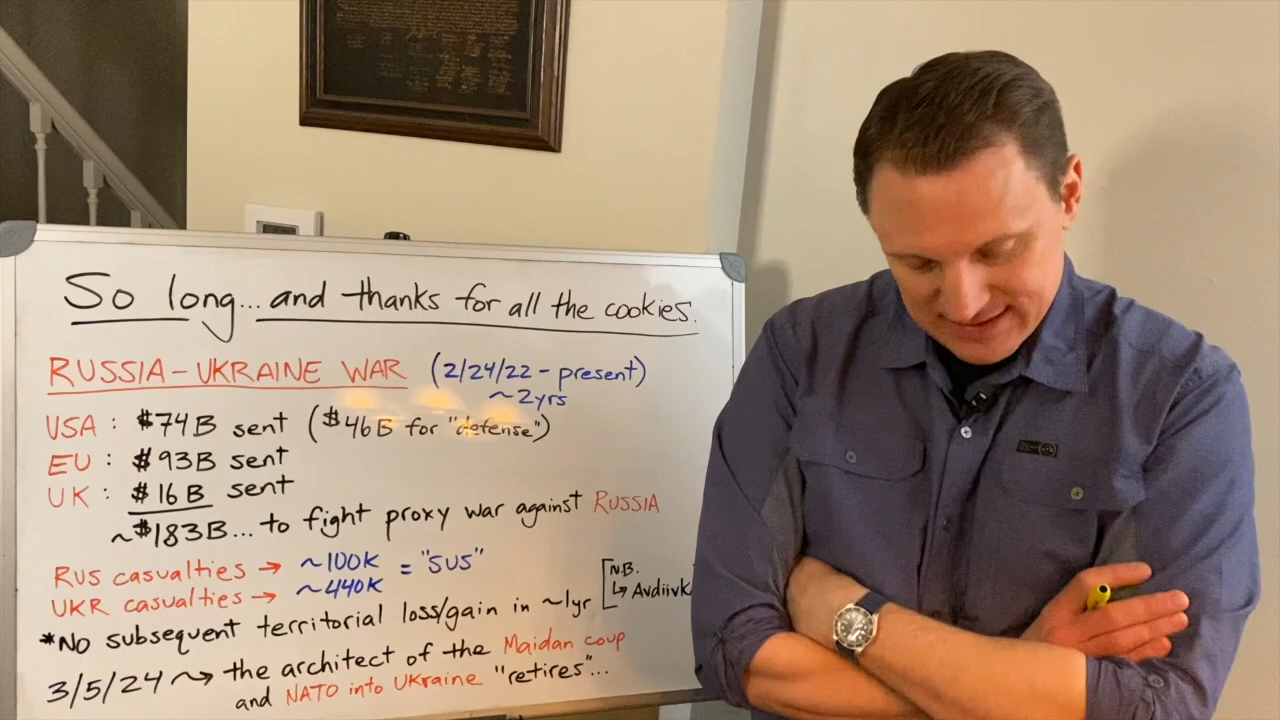 So long... and thanks for all the cookies.
RUSSIA-UKRAINE WAR (2/24/22 - present)
~2yrs
USA: $74B sent ($46B for "defense")
EU: $93B sent
UK: $16B sent
~$183B... to fight proxy war against RUSSIA
RUS casualties → ~100K
UKR casualties → ~440K
= "SUS"
[N.B.
↳ Avdiivk
*No subsequent territorial loss/gain in ~1yr
3/5/24 ⤳ the architect of the Maidan coup
and NATO into UKraine "retires"...